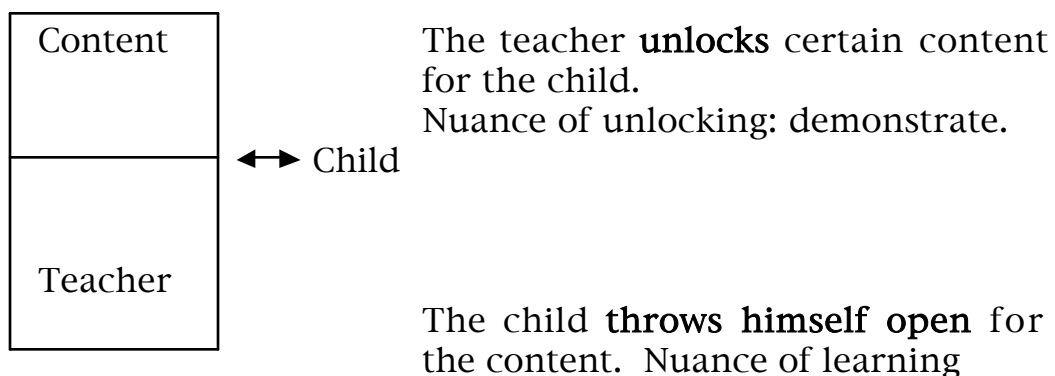 Content
The teacher unlocks certain content
for the child.
Nuance of unlocking: demonstrate.
Child
Teacher
The child throws himself open for
the content.  Nuance of learning